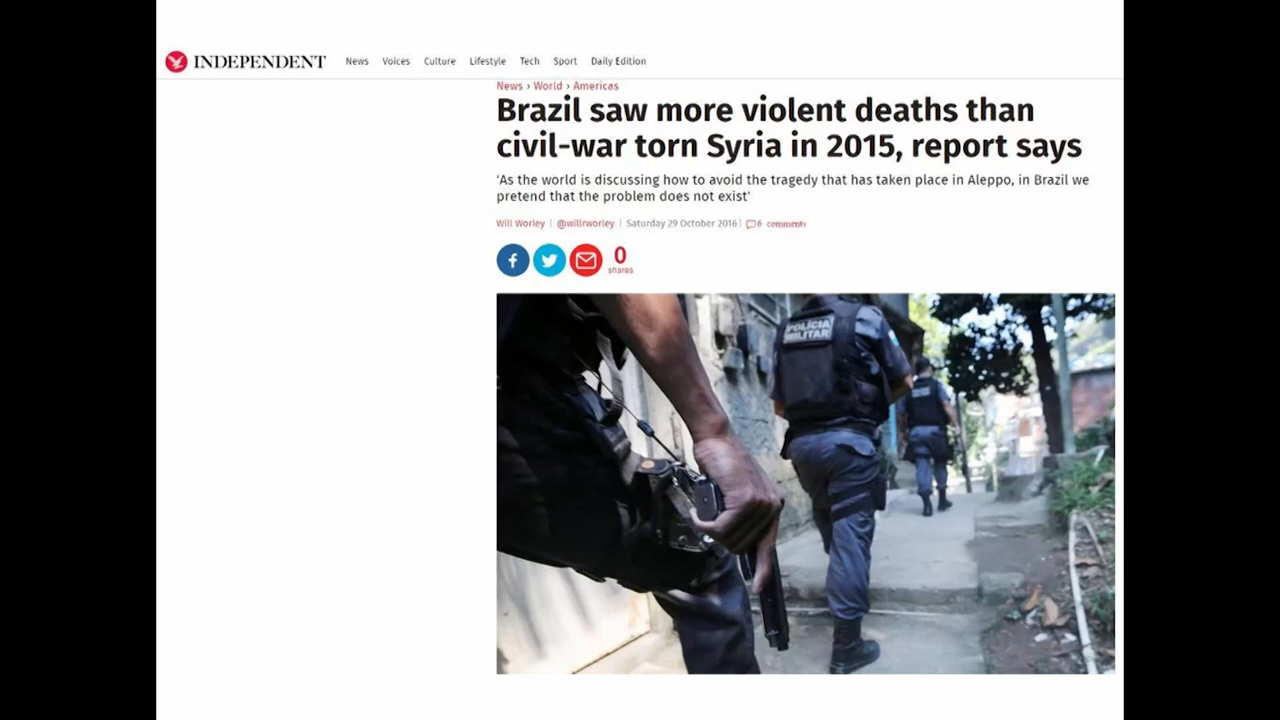 INDEPENDENT News Voices Culture Lifestyle Tech Sport Daily Edition
News › World › Americas
Brazil saw more violent deaths than
civil-war torn Syria in 2015, report says
'As the world is discussing how to avoid the tragedy that has taken place in Aleppo, in Brazil we
pretend that the problem does not exist'
Will Worley | @willrworley | Saturday 29 October 2016 | 6 comments
0
shares
POLÍCIA
MILITAR